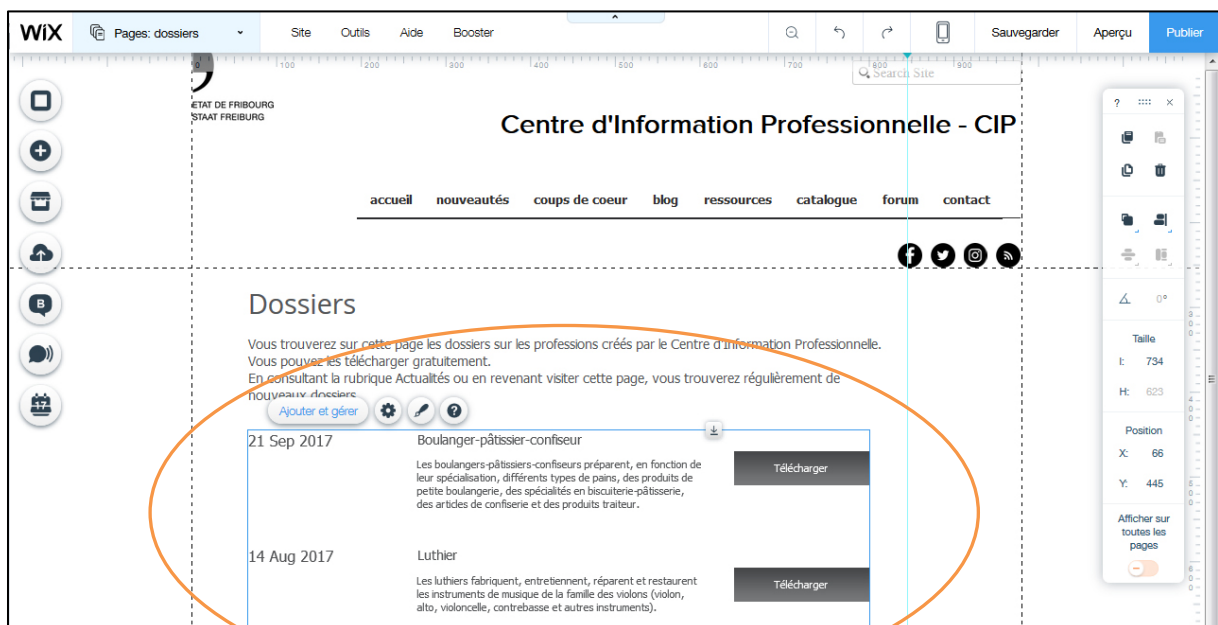 WiX
Pages: dossiers
Site
Outils
Aide
Booster
Sauvegarder
Aperçu
Publier
0 100 200 300 400 500 600 700 800 900
Search Site
ETAT DE FRIBOURG
STAAT FREIBURG
Centre d'Information Professionnelle - CIP
accueil nouveautés coups de coeur blog ressources catalogue forum contact
Dossiers
Vous trouverez sur cette page les dossiers sur les professions créés par le Centre d'Information Professionnelle.
Vous pouvez les télécharger gratuitement.
En consultant la rubrique Actualités ou en revenant visiter cette page, vous trouverez régulièrement de
nouveaux dossiers
Ajouter et gérer
?
21 Sep 2017
Boulanger-pâtissier-confiseur
Les boulangers-pâtissiers-confiseurs préparent, en fonction de
leur spécialisation, différents types de pains, des produits de
petite boulangerie, des spécialités en biscuiterie-pâtisserie,
des articles de confiserie et des produits traiteur.
Télécharger
14 Aug 2017
Luthier
Les luthiers fabriquent, entretiennent, réparent et restaurent
les instruments de musique de la famille des violons (violon,
alto, violoncelle, contrebasse et autres instruments).
Télécharger
B
17
? ×
0°
Taille
l: 734
H: 623
Position
X: 66
Y: 445
Afficher sur
toutes les
pages
300
400
600
600